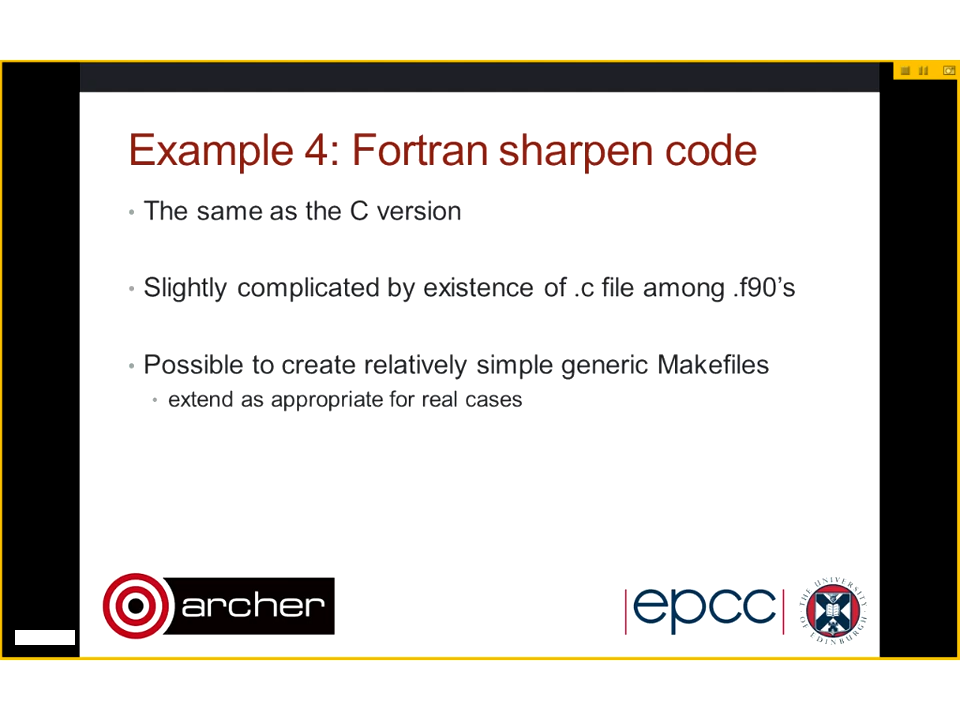 Example 4: Fortran sharpen code
• The same as the C version
• Slightly complicated by existence of .c file among .f90’s
• Possible to create relatively simple generic Makefiles
• extend as appropriate for real cases
archer
|epcc|
THE UNIVERSITY OF EDINBURGH